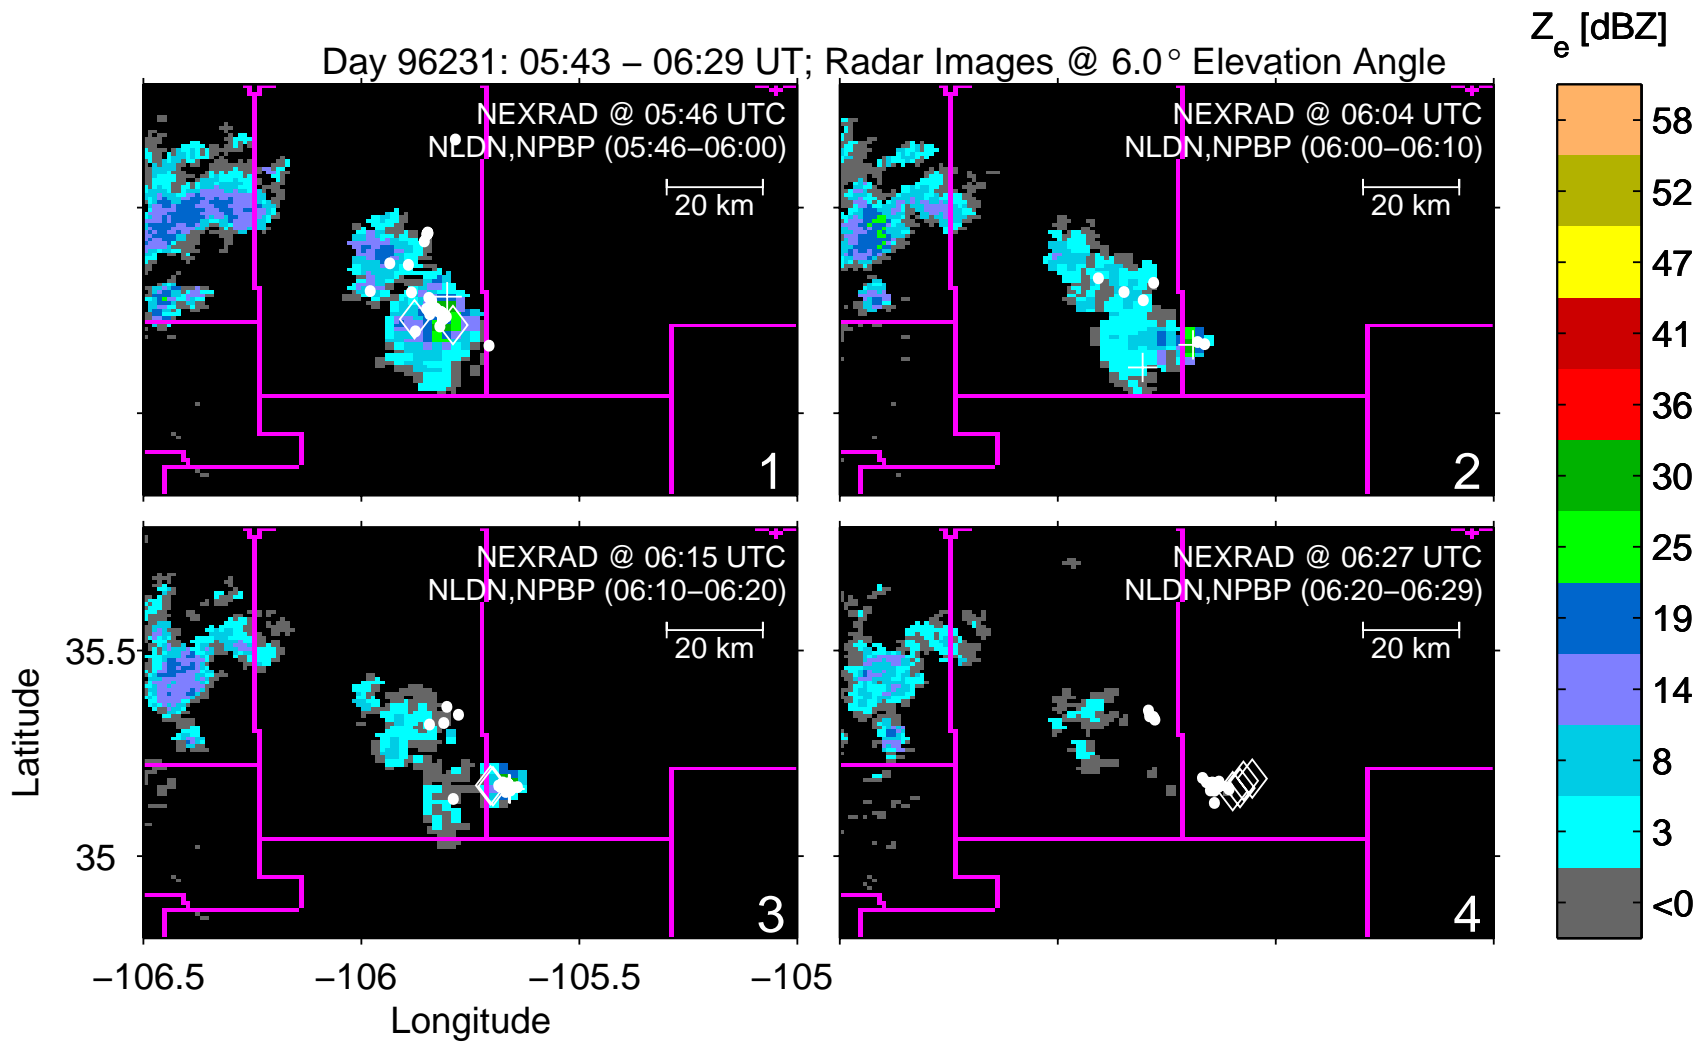 Z_e [dBZ]
Day 96231: 05:43 – 06:29 UT; Radar Images @ 6.0° Elevation Angle
NEXRAD @ 05:46 UTC
NLDN,NPBP (05:46–06:00)
20 km
1
NEXRAD @ 06:04 UTC
NLDN,NPBP (06:00–06:10)
20 km
2
NEXRAD @ 06:15 UTC
NLDN,NPBP (06:10–06:20)
20 km
3
NEXRAD @ 06:27 UTC
NLDN,NPBP (06:20–06:29)
20 km
4
58
52
47
41
36
30
25
19
14
8
3
<0
35.5
35
Latitude
–106.5
–106
–105.5
–105
Longitude